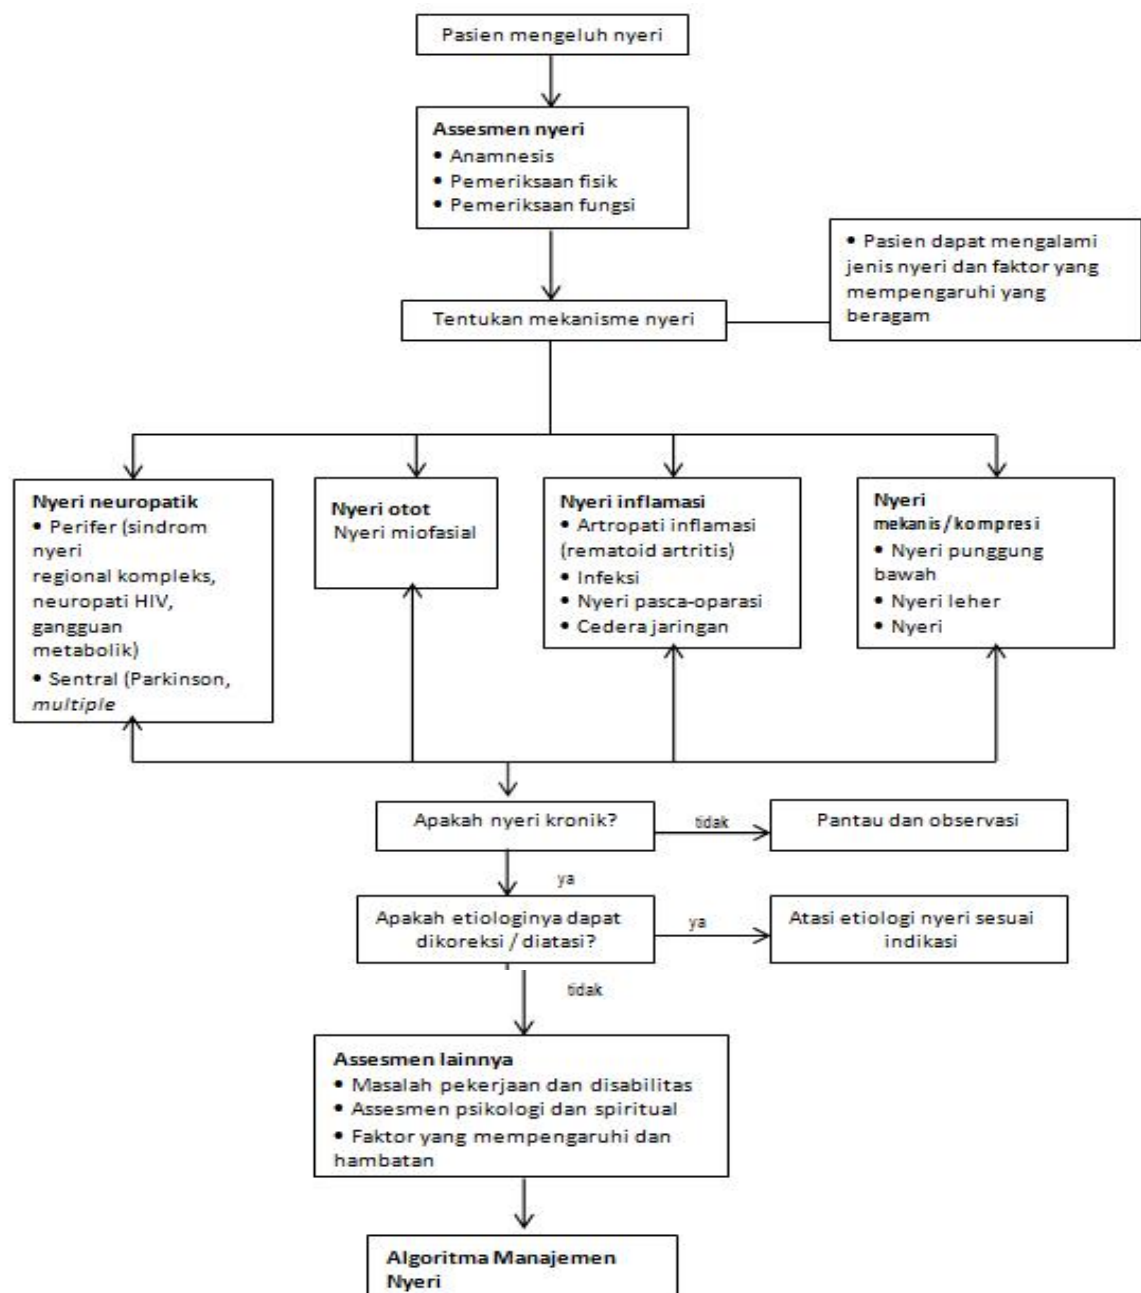 Pasien mengeluh nyeri
Assesmen nyeri
• Anamnesis
• Pemeriksaan fisik
• Pemeriksaan fungsi
• Pasien dapat mengalami
jenis nyeri dan faktor yang
mempengaruhi yang
beragam
Tentukan mekanisme nyeri
Nyeri neuropatik
• Perifer (sindrom
nyeri
regional kompleks,
neuropati HIV,
gangguan
metabolik)
• Sentral (Parkinson,
multiple
Nyeri otot
Nyeri miofasial
Nyeri inflamasi
• Artropati inflamasi
(rematoid artritis)
• Infeksi
• Nyeri pasca-oparasi
• Cedera jaringan
Nyeri
mekanis/kompresi
• Nyeri punggung
bawah
• Nyeri leher
• Nyeri
Apakah nyeri kronik?
tidak
Pantau dan observasi
ya
Apakah etiologinya dapat
dikoreksi / diatasi?
ya
Atasi etiologi nyeri sesuai
indikasi
tidak
Assesmen lainnya
• Masalah pekerjaan dan disabilitas
• Assesmen psikologi dan spiritual
• Faktor yang mempengaruhi dan
hambatan
Algoritma Manajemen
Nyeri